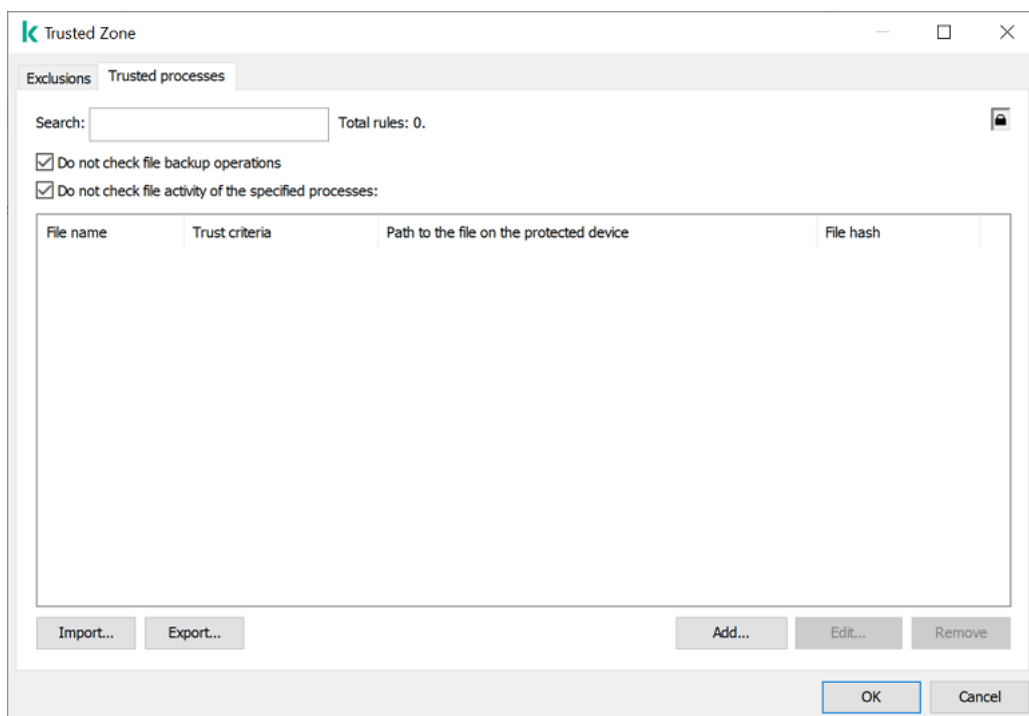 Trusted Zone
Exclusions Trusted processes
Search: Total rules: 0.
Do not check file backup operations
Do not check file activity of the specified processes:
File name Trust criteria Path to the file on the protected device File hash
Import... Export... Add... Edit... Remove
OK Cancel